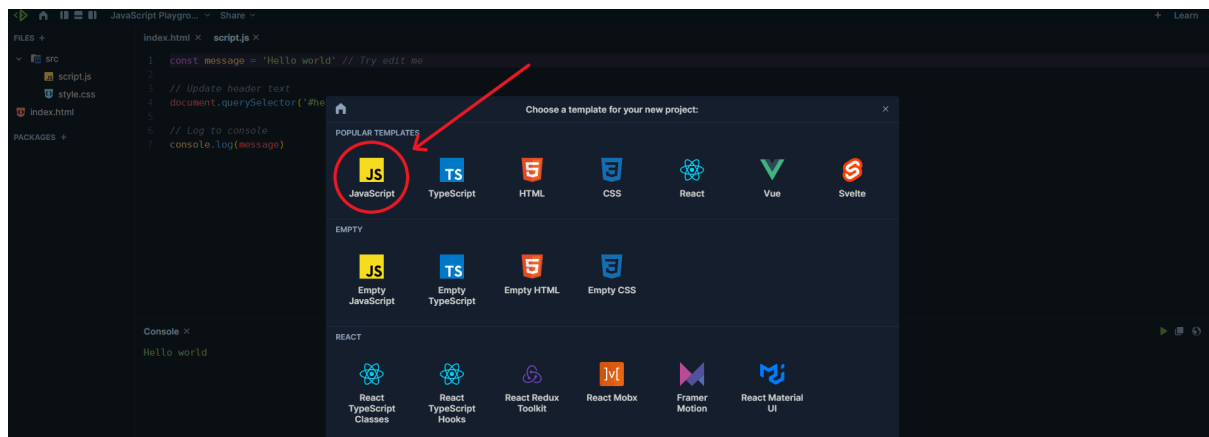 JavaScript Playgro... Share + Learn
FILES +
src
script.js
style.css
index.html
PACKAGES +
index.html × script.js ×
1 const message = 'Hello world' // Try edit me
2
3 // Update header text
4 document.querySelector('#he
5
6 // Log to console
7 console.log(message)
Choose a template for your new project: ×
POPULAR TEMPLATES
JS TS 5 3
JavaScript TypeScript HTML CSS React Vue Svelte
EMPTY
JS TS 5 3
Empty JavaScript
Empty TypeScript
Empty HTML
Empty CSS
REACT
React TypeScript Classes
React TypeScript Hooks
React Redux Toolkit
React Mobx
Framer Motion
React Material UI
Console ×
Hello world